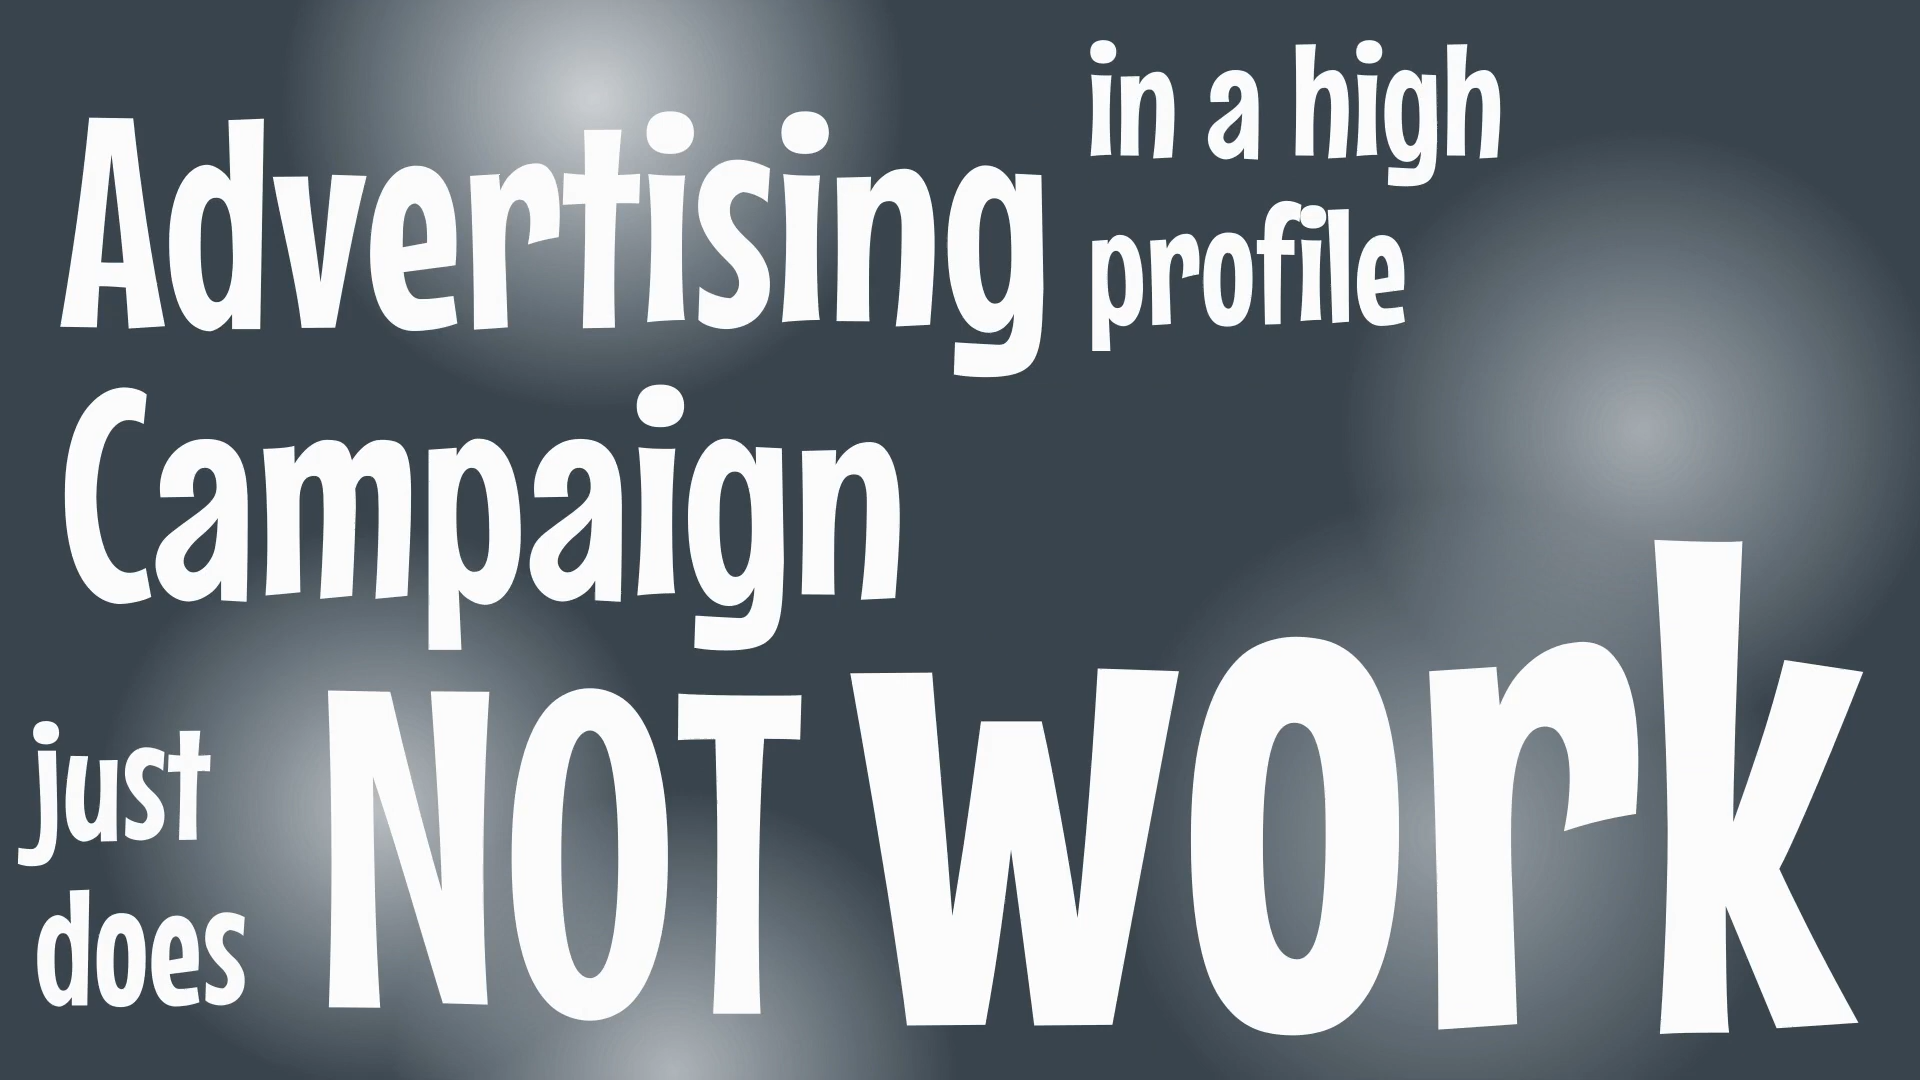 Advertising
in a high
profile
Campaign
just
does
NOT
work